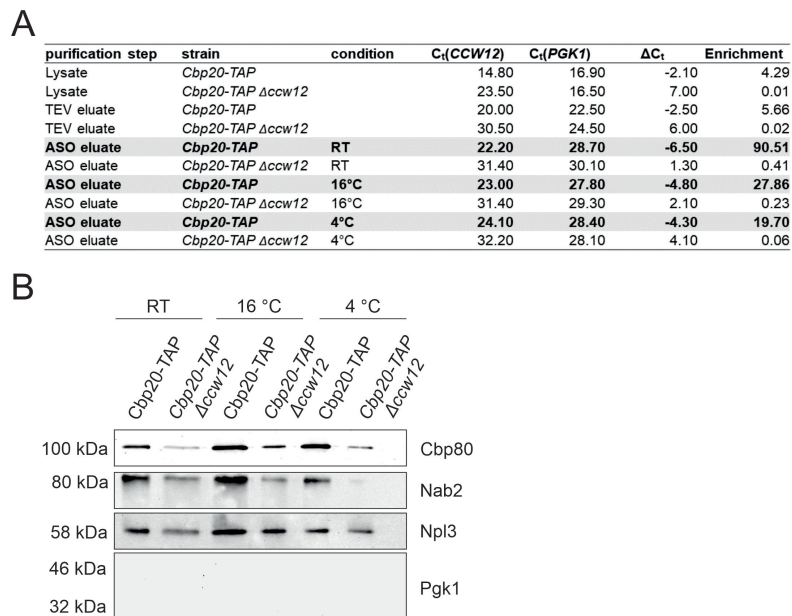 A
purification step strain condition Ct(CCW12) Ct(PGK1) ΔCt Enrichment
Lysate Cbp20-TAP 14.80 16.90 -2.10 4.29
Lysate Cbp20-TAP Δccw12 23.50 16.50 7.00 0.01
TEV eluate Cbp20-TAP 20.00 22.50 -2.50 5.66
TEV eluate Cbp20-TAP Δccw12 30.50 24.50 6.00 0.02
ASO eluate Cbp20-TAP RT 22.20 28.70 -6.50 90.51
ASO eluate Cbp20-TAP Δccw12 RT 31.40 30.10 1.30 0.41
ASO eluate Cbp20-TAP 16°C 23.00 27.80 -4.80 27.86
ASO eluate Cbp20-TAP Δccw12 16°C 31.40 29.30 2.10 0.23
ASO eluate Cbp20-TAP 4°C 24.10 28.40 -4.30 19.70
ASO eluate Cbp20-TAP Δccw12 4°C 32.20 28.10 4.10 0.06
B
RT 16 °C 4 °C
Cbp20-TAP
Cbp20-TAP
Δccw12
Cbp20-TAP
Cbp20-TAP
Δccw12
Cbp20-TAP
Cbp20-TAP
Δccw12
100 kDa Cbp80
80 kDa Nab2
58 kDa Npl3
46 kDa
Pgk1
32 kDa